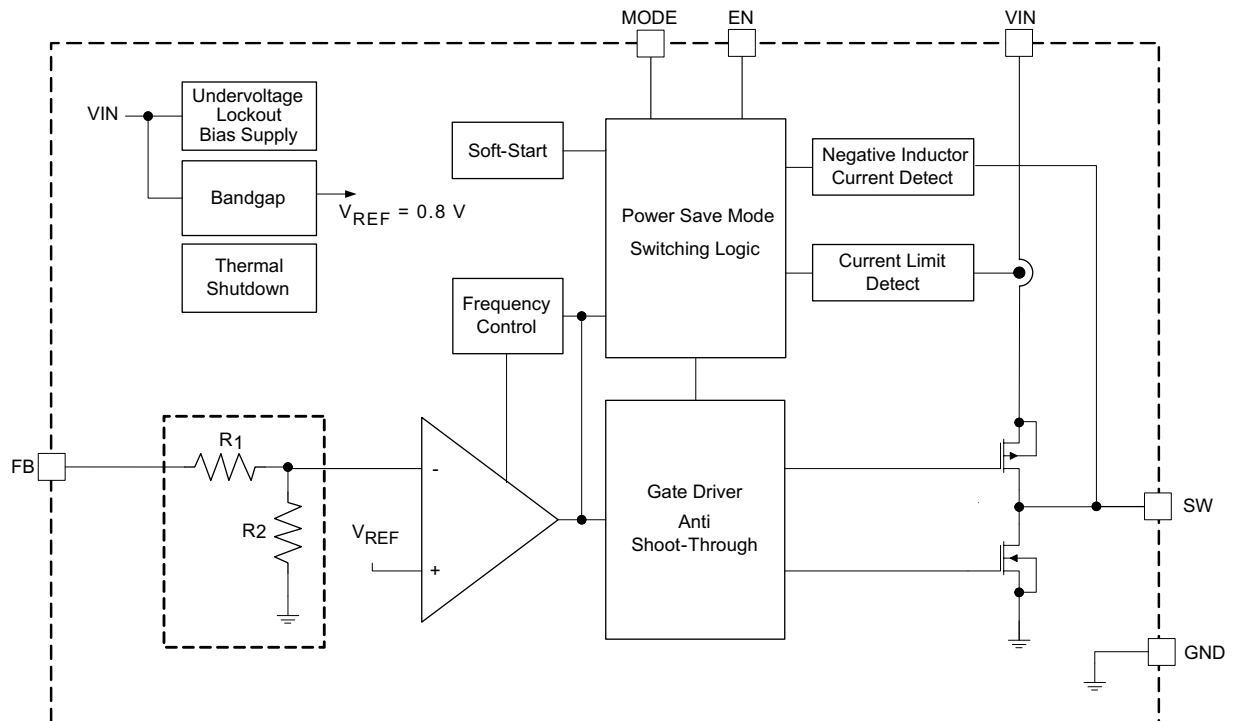 MODE
EN
VIN
VIN
Undervoltage
Lockout
Bias Supply
Bandgap
VREF = 0.8 V
Thermal
Shutdown
Soft-Start
Power Save Mode
Switching Logic
Negative Inductor
Current Detect
Current Limit
Detect
Frequency
Control
FB
R1
R2
VREF
-
+
Gate Driver
Anti
Shoot-Through
SW
GND